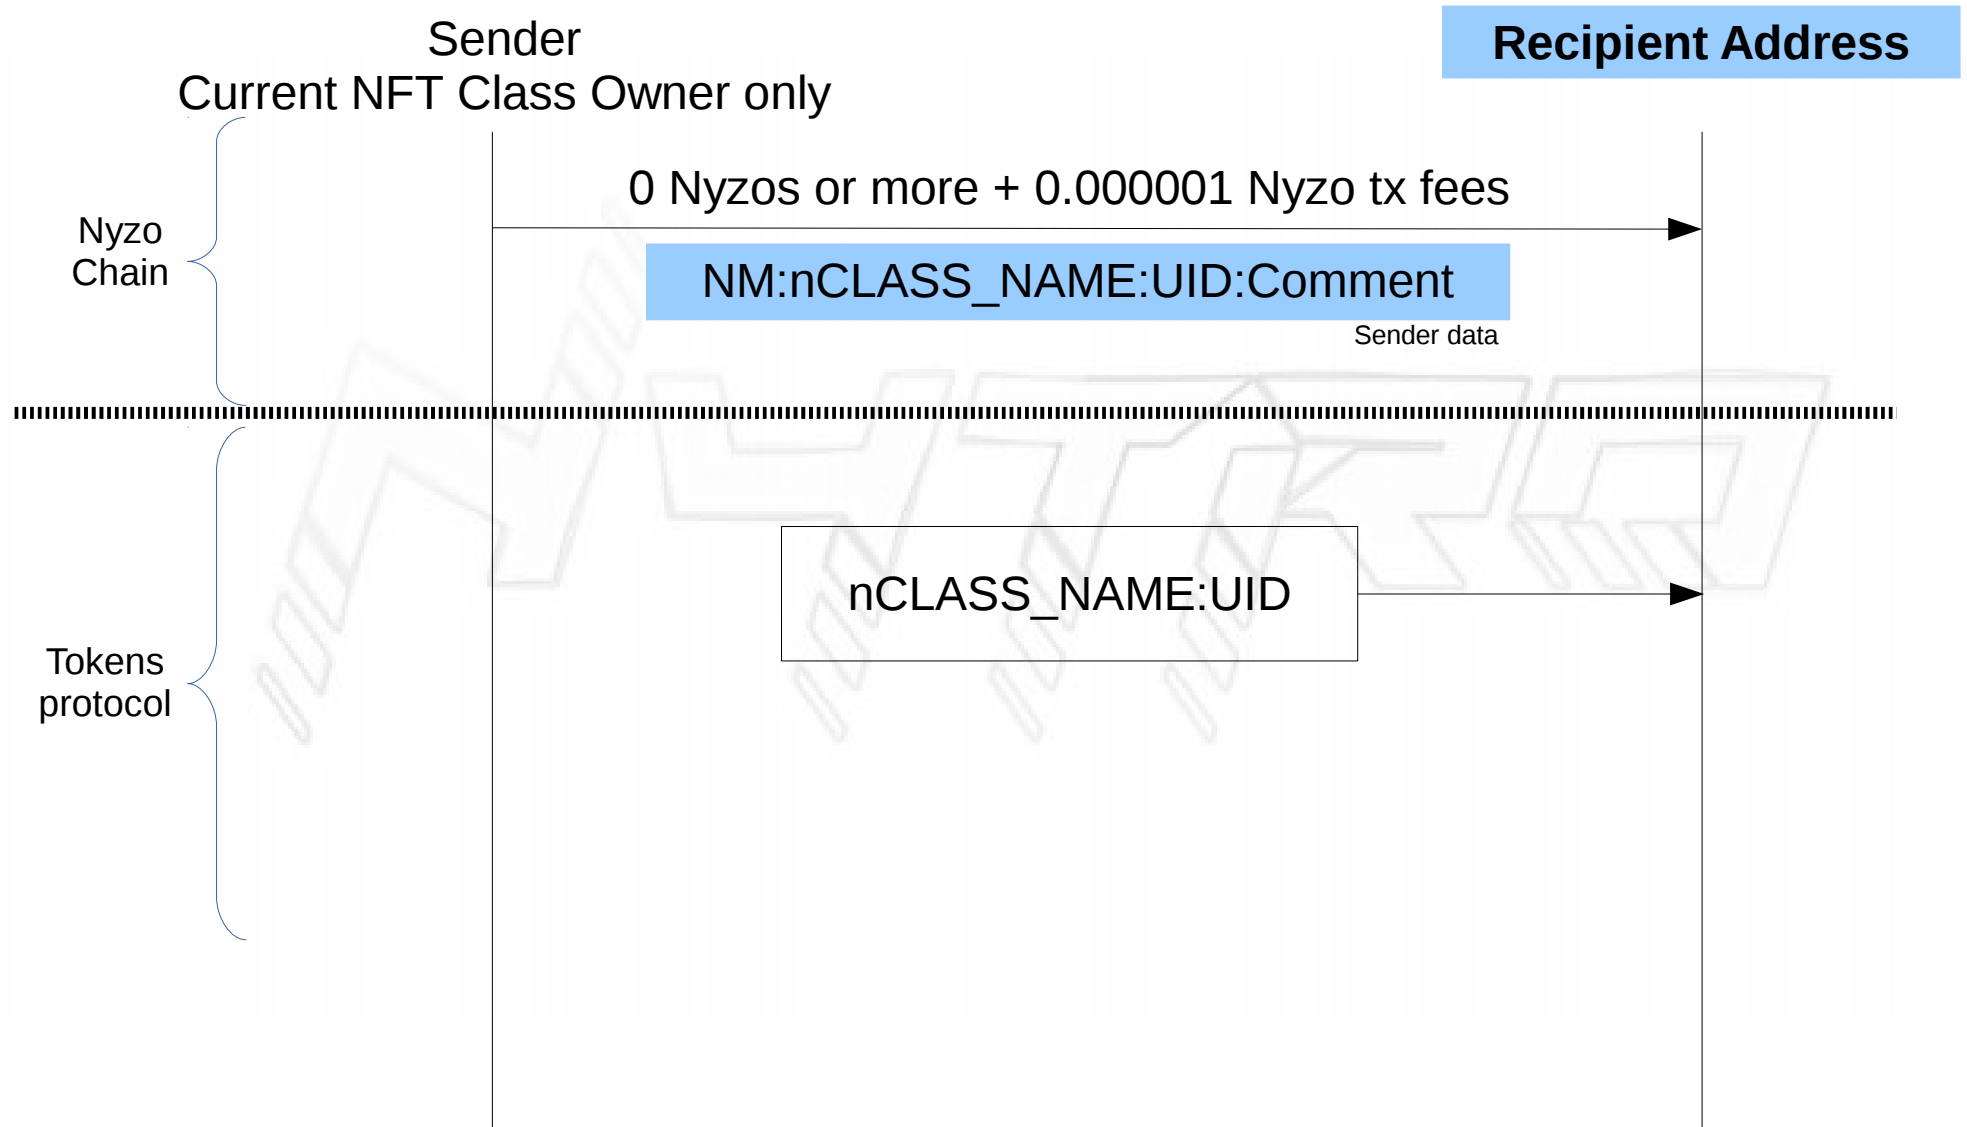 Sender
Current NFT Class Owner only
Recipient Address
0 Nyzos or more + 0.000001 Nyzo tx fees
Nyzo
Chain
NM:nCLASS_NAME:UID:Comment
Sender data
NYTRO
nCLASS_NAME:UID
Tokens
protocol